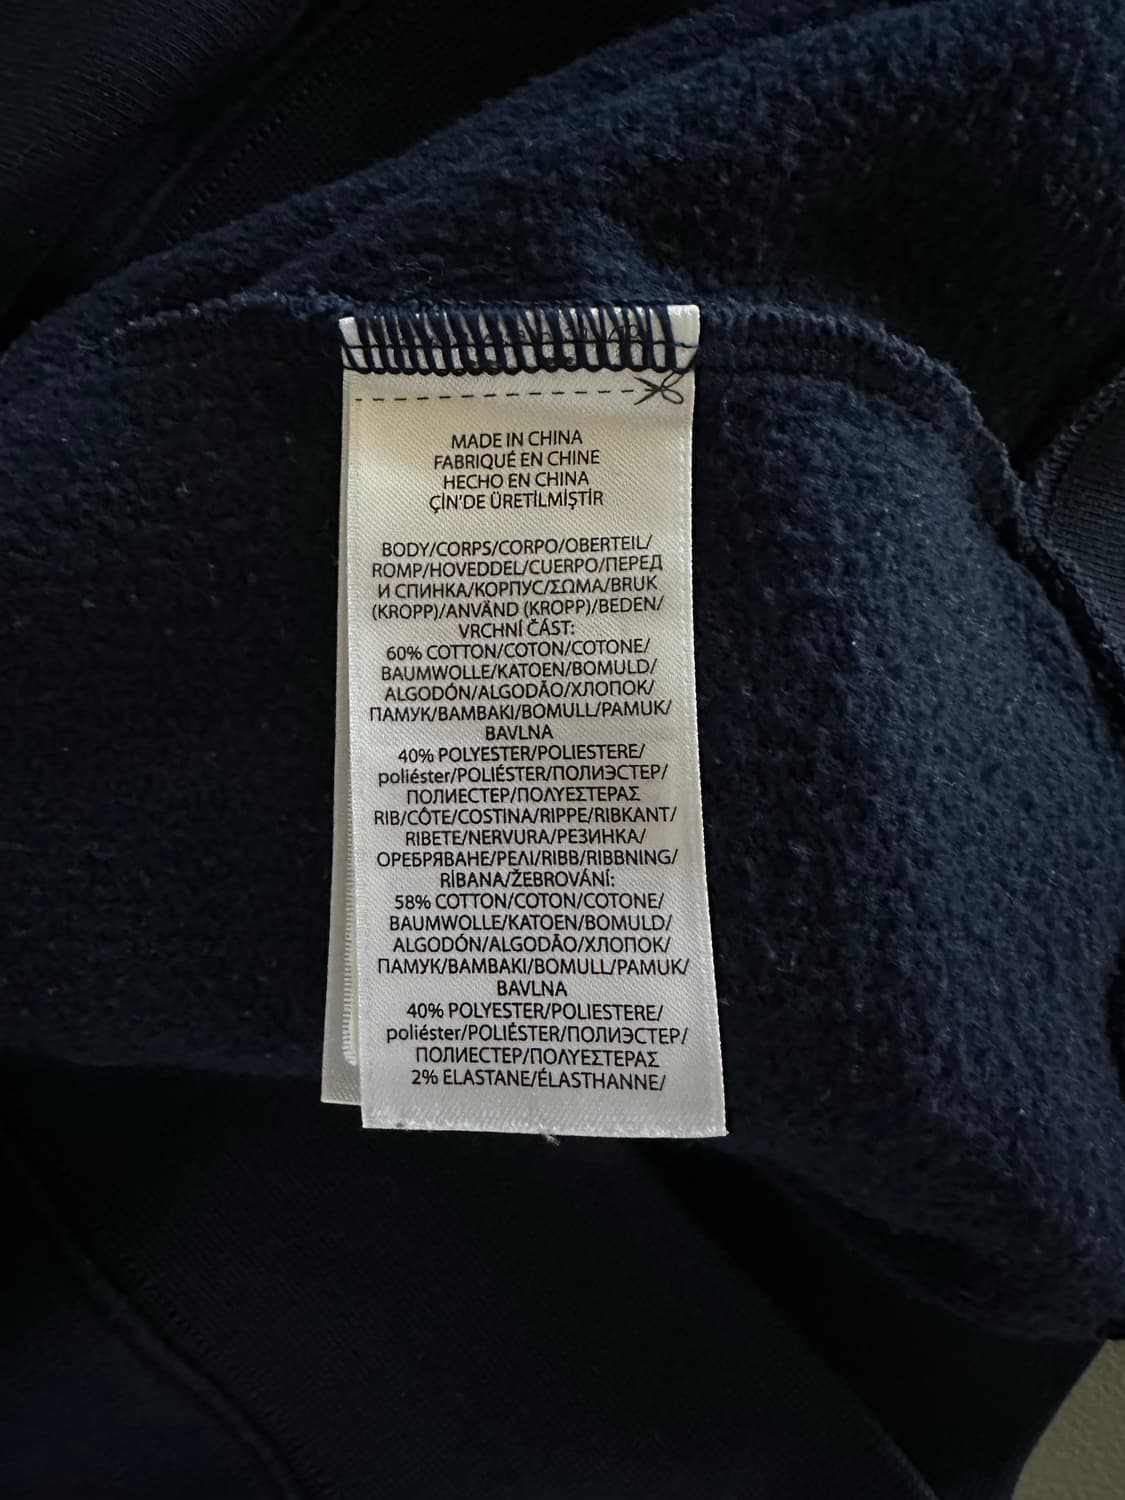 MADE IN CHINA
FABRIQUÉ EN CHINE
HECHO EN CHINA
ÇİN'DE ÜRETİLMİŞTİR
BODY/CORPS/CORPO/OBERTEIL/
ROMP/HOVEDDEL/CUERPO/ПЕРЕД
И СПИНКА/КОРПУС/ΣΩΜΑ/BRUK
(KROPP)/ANVÄND (KROPP)/BEDEN/
VRCHNÍ ČÁST:
60% COTTON/COTON/COTONE/
BAUMWOLLE/KATOEN/BOMULD/
ALGODÓN/ALGODÃO/ХЛОПОК/
ПАМУК/BAMBAKI/BOMULL/PAMUK/
BAVLNA
40% POLYESTER/POLIESTERE/
poliéster/POLIÉSTER/ПОЛИЭСТЕР/
ПОЛИЕСТЕР/ΠΟΛΥΕΣΤΕΡΑΣ
RIB/CÔTE/COSTINA/RIPPE/RIBKANT/
RIBETE/NERVURA/РЕЗИНКА/
ОРЕБРЯВАНЕ/ΡΕΛΙ/RIBB/RIBBNING/
RİBANA/ŽEBROVÁNÍ:
58% COTTON/COTON/COTONE/
BAUMWOLLE/KATOEN/BOMULD/
ALGODÓN/ALGODÃO/ХЛОПОК/
ПАМУК/BAMBAKI/BOMULL/PAMUK/
BAVLNA
40% POLYESTER/POLIESTERE/
poliéster/POLIÉSTER/ПОЛИЭСТЕР/
ПОЛИЕСТЕР/ΠΟΛΥΕΣΤΕΡΑΣ
2% ELASTANE/ÉLASTHANNE/